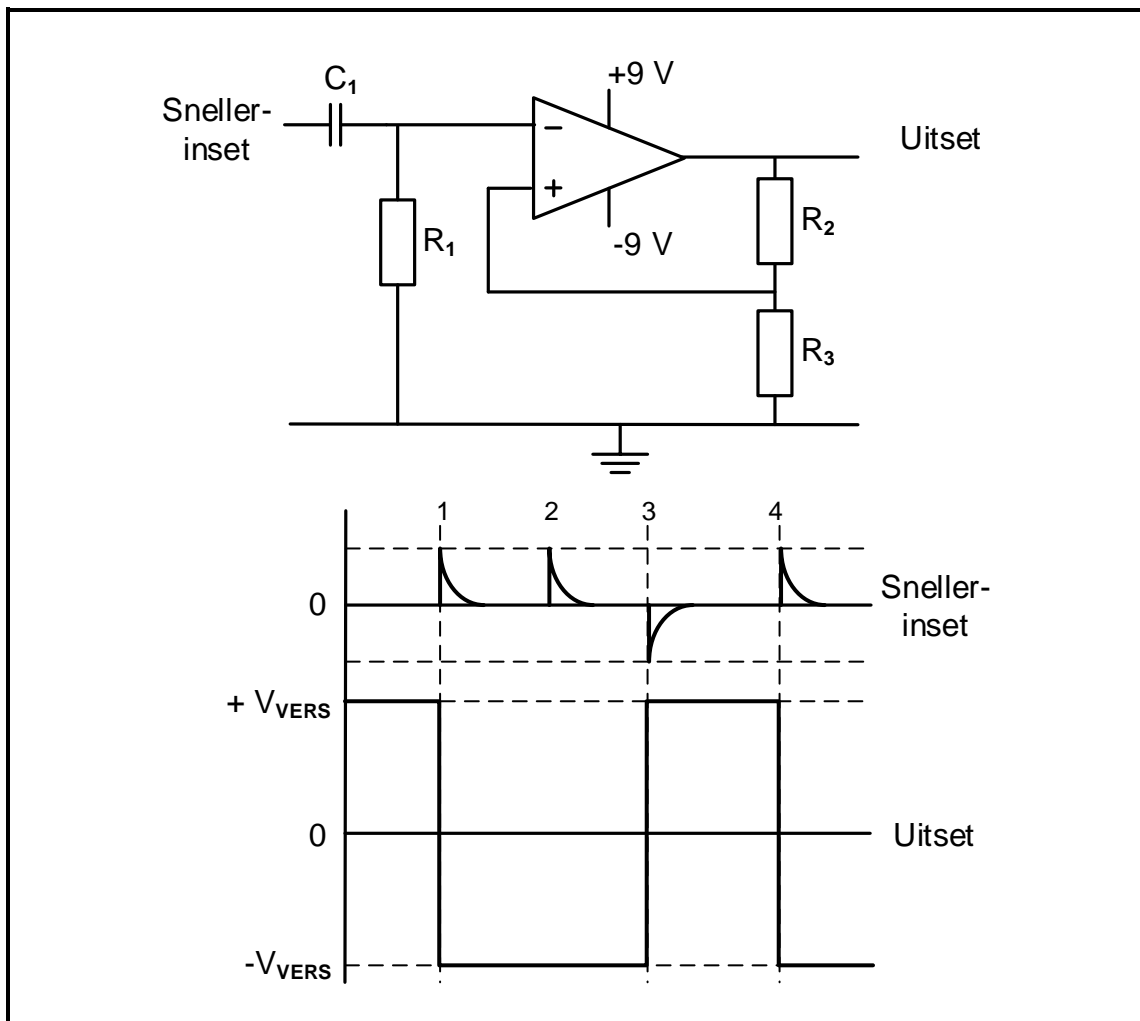 C1
+9 V
Sneller-
inset
−
+
-9 V
Uitset
R1
R2
R3
1 2 3 4
0
Sneller-
inset
+ VVERS
0
Uitset
-VVERS